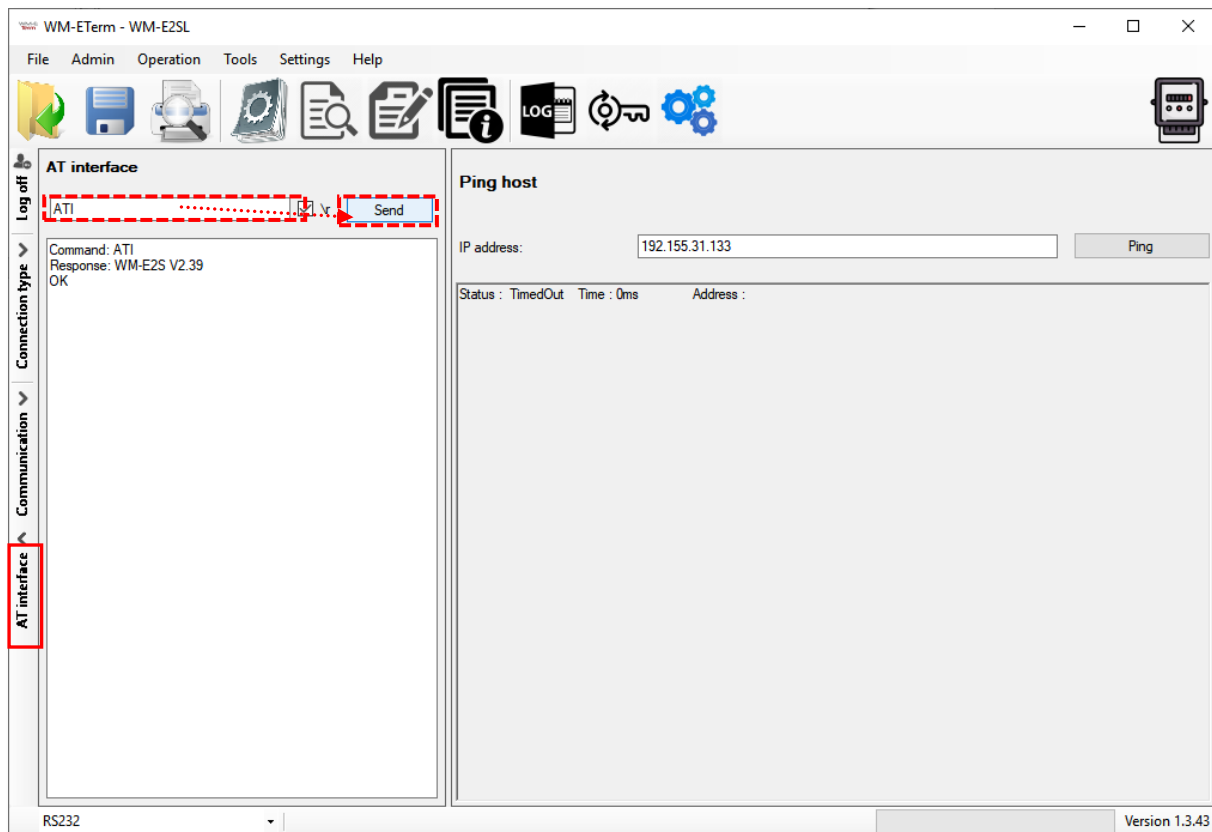 WM-ETerm - WM-E2SL
File Admin Operation Tools Settings Help
LOG
Log off
Connection type
Communication
AT interface
AT interface
ATI \r Send
Command: ATI
Response: WM-E2S V2.39
OK
Ping host
IP address: 192.155.31.133 Ping
Status : TimedOut Time : 0ms Address :
RS232
Version 1.3.43